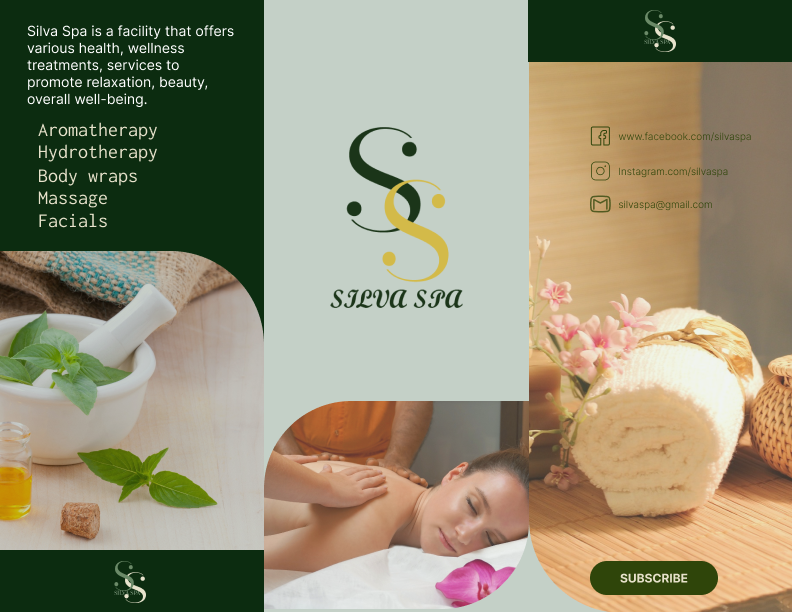 Silva Spa is a facility that offers
various health, wellness
treatments, services to
promote relaxation, beauty,
overall well-being.
Aromatherapy
Hydrotherapy
Body wraps
Massage
Facials
SILVA SPA
SS
SILVA SPA
SS
SILVA SPA
www.facebook.com/silvaspa
Instagram.com/silvaspa
silvaspa@gmail.com
SUBSCRIBE